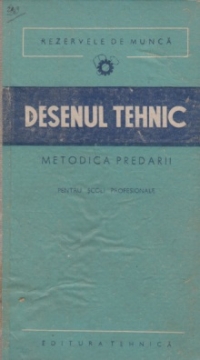 REZERVELE DE MUNCĂ
DESENUL TEHNIC
METODICA PREDĂRII
PENTRU ȘCOLI PROFESIONALE
EDITURA TEHNICĂ